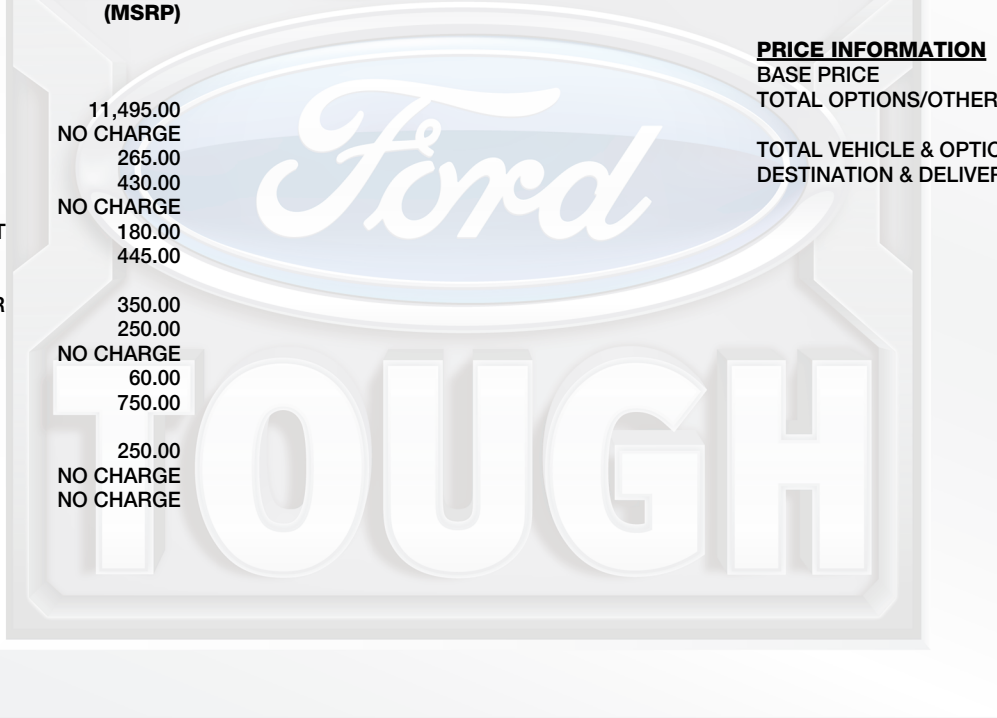 (MSRP)
11,495.00
NO CHARGE
265.00
430.00
NO CHARGE
T 180.00
445.00
R 350.00
250.00
NO CHARGE
60.00
750.00
250.00
NO CHARGE
NO CHARGE
PRICE INFORMATION
BASE PRICE
TOTAL OPTIONS/OTHER
TOTAL VEHICLE & OPTIO
DESTINATION & DELIVER
Ford
TOUGH